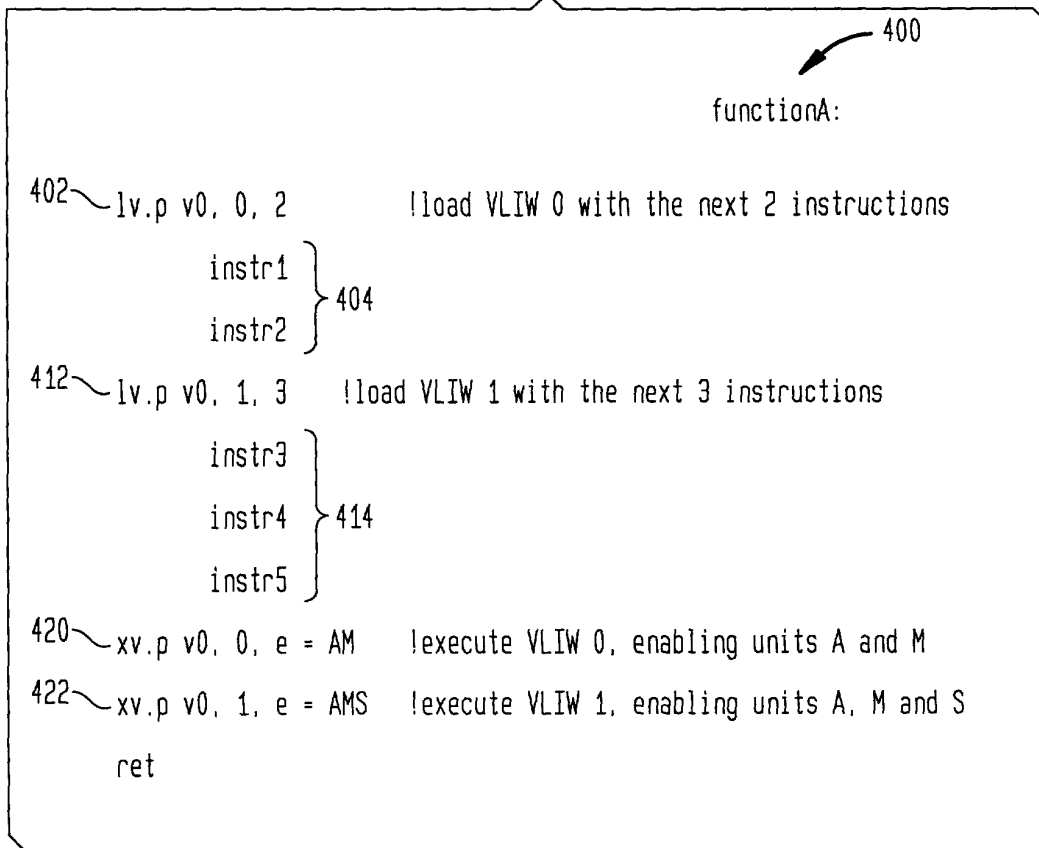 400
functionA:
402 lv.p v0, 0, 2 !load VLIW 0 with the next 2 instructions
instr1
404
instr2
412 lv.p v0, 1, 3 !load VLIW 1 with the next 3 instructions
instr3
instr4 414
instr5
420 xv.p v0, 0, e = AM !execute VLIW 0, enabling units A and M
422 xv.p v0, 1, e = AMS !execute VLIW 1, enabling units A, M and S
ret